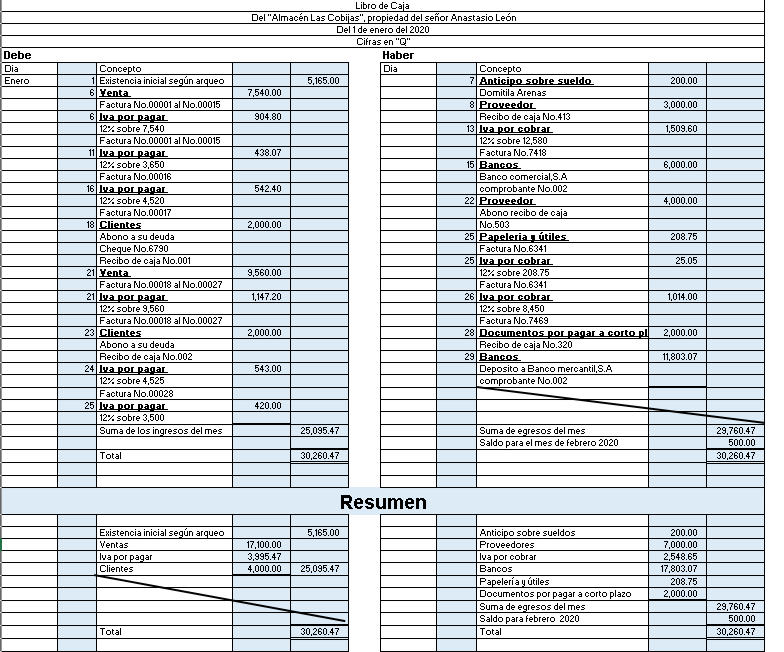 Libro de Caja
Del "Almacén Las Cobijas", propiedad del señor Anastasio León
Del 1 de enero del 2020
Cifras en "Q"
Debe
Dia Concepto
Enero 1 Existencia inicial según arqueo 5,165.00
6 Venta 7,540.00
Factura No.00001 al No.00015
6 Iva por pagar 904.80
12% sobre 7,540
Factura No.00001 al No.00015
11 Iva por pagar 438.07
12% sobre 3,650
Factura No.00016
16 Iva por pagar 542.40
12% sobre 4,520
Factura No.00017
18 Clientes 2,000.00
Abono a su deuda
Cheque No.6790
Recibo de caja No.001
21 Venta 9,560.00
Factura No.00018 al No.00027
21 Iva por pagar 1,147.20
12% sobre 9,560
Factura No.00018 al No.00027
23 Clientes 2,000.00
Abono a su deuda
Recibo de caja No.002
24 Iva por pagar 543.00
12% sobre 4,525
Factura No.00028
25 Iva por pagar 420.00
12% sobre 3,500
Suma de los ingresos del mes 25,095.47
Total 30,260.47
Haber
Dia Concepto
7 Anticipo sobre sueldo 200.00
Domitila Arenas
8 Proveedor 3,000.00
Recibo de caja No.413
13 Iva por cobrar 1,509.60
12% sobre 12,580
Factura No.7418
15 Bancos 6,000.00
Banco comercial,S.A
comprobante No.002
22 Proveedor 4,000.00
Abono recibo de caja
No.503
25 Papeleria y útiles 208.75
Factura No.6341
25 Iva por cobrar 25.05
12% sobre 208.75
Factura No.6341
26 Iva por cobrar 1,014.00
12% sobre 8,450
Factura No.7469
28 Documentos por pagar a corto pl 2,000.00
Recibo de caja No.320
29 Bancos 11,803.07
Deposito a Banco mercantil,S.A
comprobante No.002
Suma de egresos del mes 29,760.47
Saldo para el mes de febrero 2020 500.00
30,260.47
Resumen
Existencia inicial según arqueo 5,165.00
Ventas 17,100.00
Iva por pagar 3,995.47
Clientes 4,000.00 25,095.47
Total 30,260.47
Anticipo sobre sueldos 200.00
Proveedores 7,000.00
Iva por cobrar 2,548.65
Bancos 17,803.07
Papelería y útiles 208.75
Documentos por pagar a corto plazo 2,000.00
Suma de egresos del mes 29,760.47
Saldo para febrero 2020 500.00
Total 30,260.47